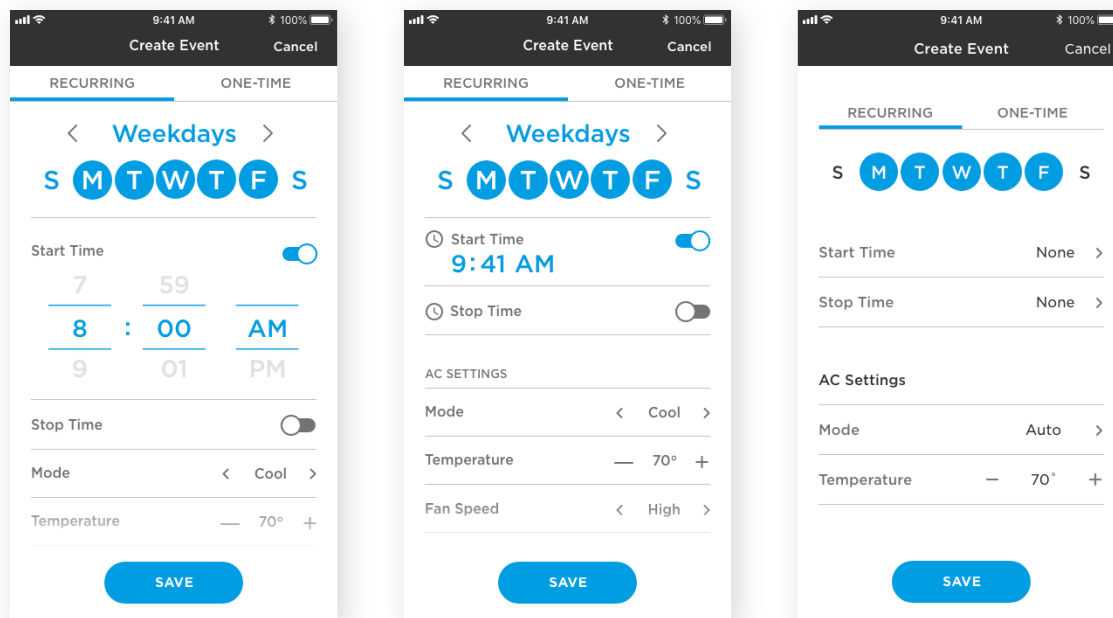 9:41 AM 100%
Create Event Cancel
RECURRING ONE-TIME
Weekdays
S M T W T F S
Start Time
7 59
8 : 00 AM
9 01 PM
Stop Time
Mode Cool
Temperature 70°
SAVE
9:41 AM 100%
Create Event Cancel
RECURRING ONE-TIME
Weekdays
S M T W T F S
Start Time
9:41 AM
Stop Time
AC SETTINGS
Mode Cool
Temperature 70°
Fan Speed High
SAVE
9:41 AM 100%
Create Event Cancel
RECURRING ONE-TIME
S M T W T F S
Start Time None
Stop Time None
AC Settings
Mode Auto
Temperature 70°
SAVE